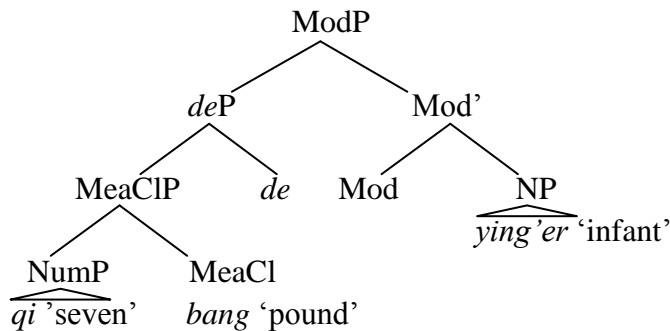 ModP
deP Mod’
MeaClP de Mod NP
ying’er ‘infant’
NumP MeaCl
qi ’seven’ bang ‘pound’